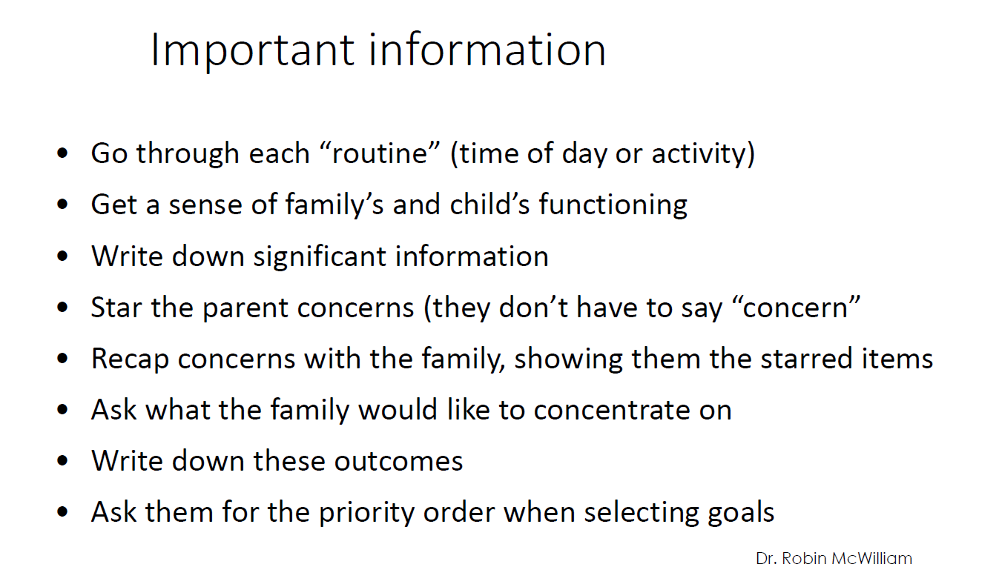 Important information
• Go through each “routine” (time of day or activity)
• Get a sense of family’s and child’s functioning
• Write down significant information
• Star the parent concerns (they don’t have to say “concern”
• Recap concerns with the family, showing them the starred items
• Ask what the family would like to concentrate on
• Write down these outcomes
• Ask them for the priority order when selecting goals
Dr. Robin McWilliam